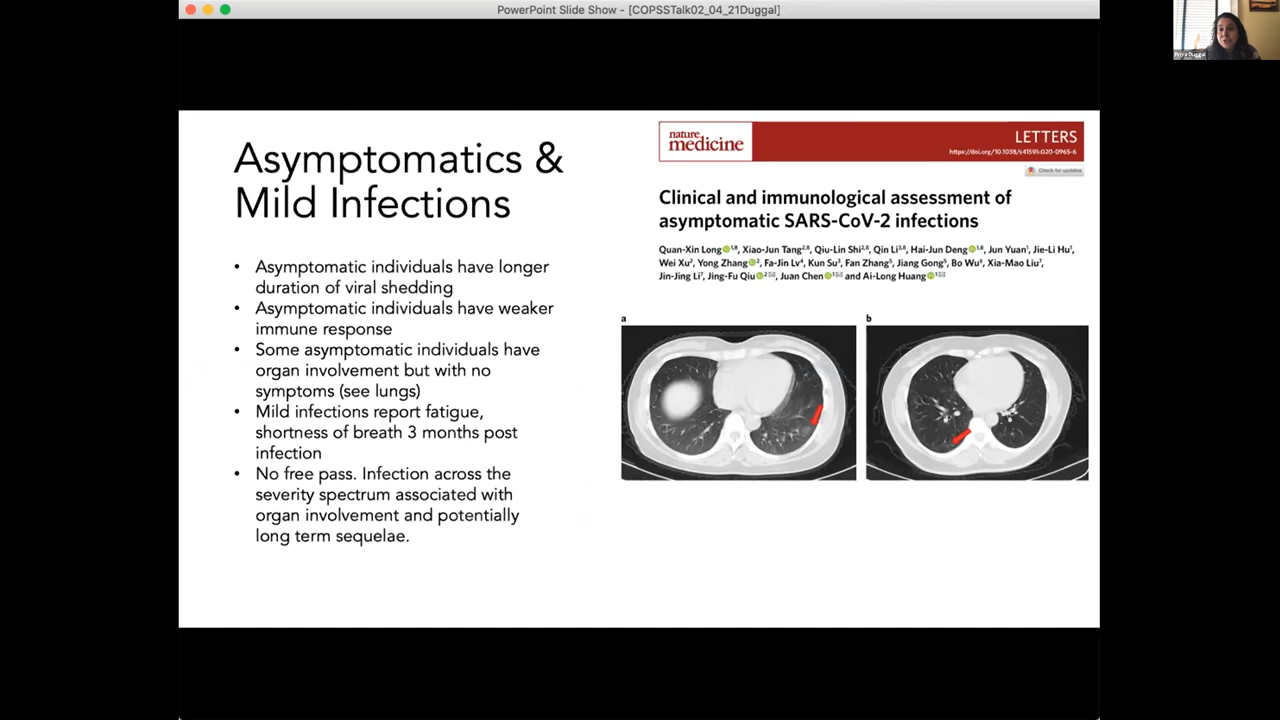 PowerPoint Slide Show - [COPSSTalk02_04_21Duggal]
Priya Duggal
Asymptomatics &
Mild Infections
• Asymptomatic individuals have longer
duration of viral shedding
• Asymptomatic individuals have weaker
immune response
• Some asymptomatic individuals have
organ involvement but with no
symptoms (see lungs)
• Mild infections report fatigue,
shortness of breath 3 months post
infection
• No free pass. Infection across the
severity spectrum associated with
organ involvement and potentially
long term sequelae.
nature
medicine
LETTERS
https://doi.org/10.1038/s41591-020-0965-6
Check for updates
Clinical and immunological assessment of
asymptomatic SARS-CoV-2 infections
Quan-Xin Long1,8, Xiao-Jun Tang2,8, Qiu-Lin Shi2,8, Qin Li3,8, Hai-Jun Deng1,8, Jun Yuan1, Jie-Li Hu1,
Wei Xu2, Yong Zhang2, Fa-Jin Lv4, Kun Su3, Fan Zhang5, Jiang Gong5, Bo Wu6, Xia-Mao Liu7,
Jin-Jing Li7, Jing-Fu Qiu2, Juan Chen1 and Ai-Long Huang1
a
b